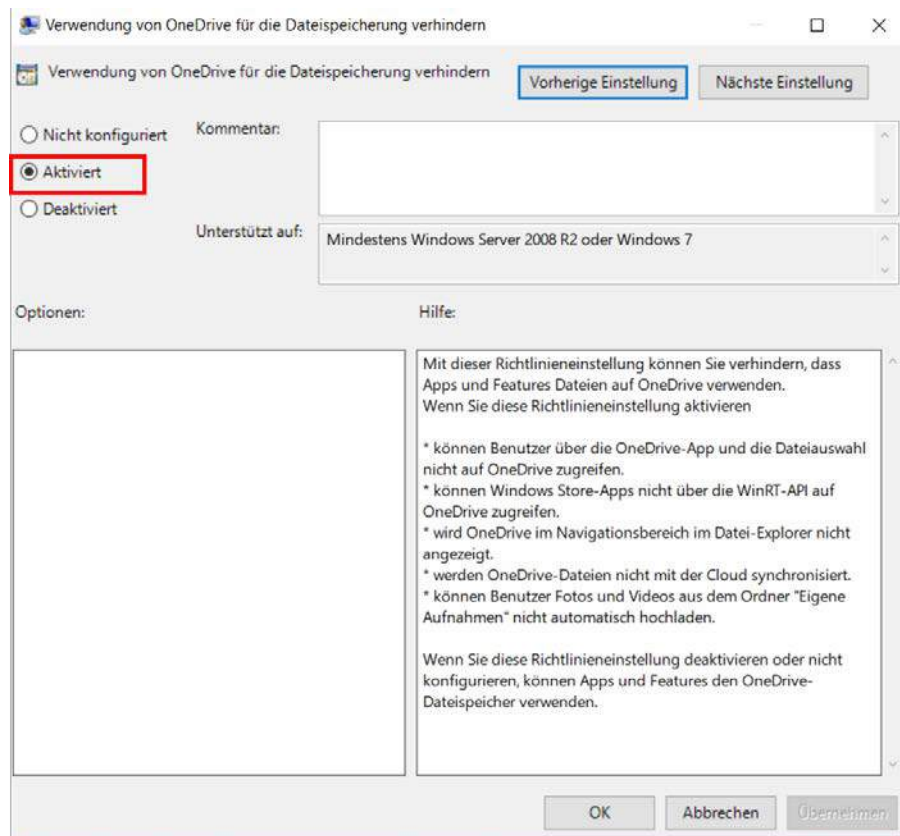 Verwendung von OneDrive für die Dateispeicherung verhindern
Verwendung von OneDrive für die Dateispeicherung verhindern
Vorherige Einstellung
Nächste Einstellung
Nicht konfiguriert
Kommentar:
Aktiviert
Deaktiviert
Unterstützt auf:
Mindestens Windows Server 2008 R2 oder Windows 7
Optionen:
Hilfe:
Mit dieser Richtlinieneinstellung können Sie verhindern, dass
Apps und Features Dateien auf OneDrive verwenden.
Wenn Sie diese Richtlinieneinstellung aktivieren
* können Benutzer über die OneDrive-App und die Dateiauswahl
nicht auf OneDrive zugreifen.
* können Windows Store-Apps nicht über die WinRT-API auf
OneDrive zugreifen.
* wird OneDrive im Navigationsbereich im Datei-Explorer nicht
angezeigt.
* werden OneDrive-Dateien nicht mit der Cloud synchronisiert.
* können Benutzer Fotos und Videos aus dem Ordner "Eigene
Aufnahmen" nicht automatisch hochladen.
Wenn Sie diese Richtlinieneinstellung deaktivieren oder nicht
konfigurieren, können Apps und Features den OneDrive-
Dateispeicher verwenden.
OK
Abbrechen
Übernehmen